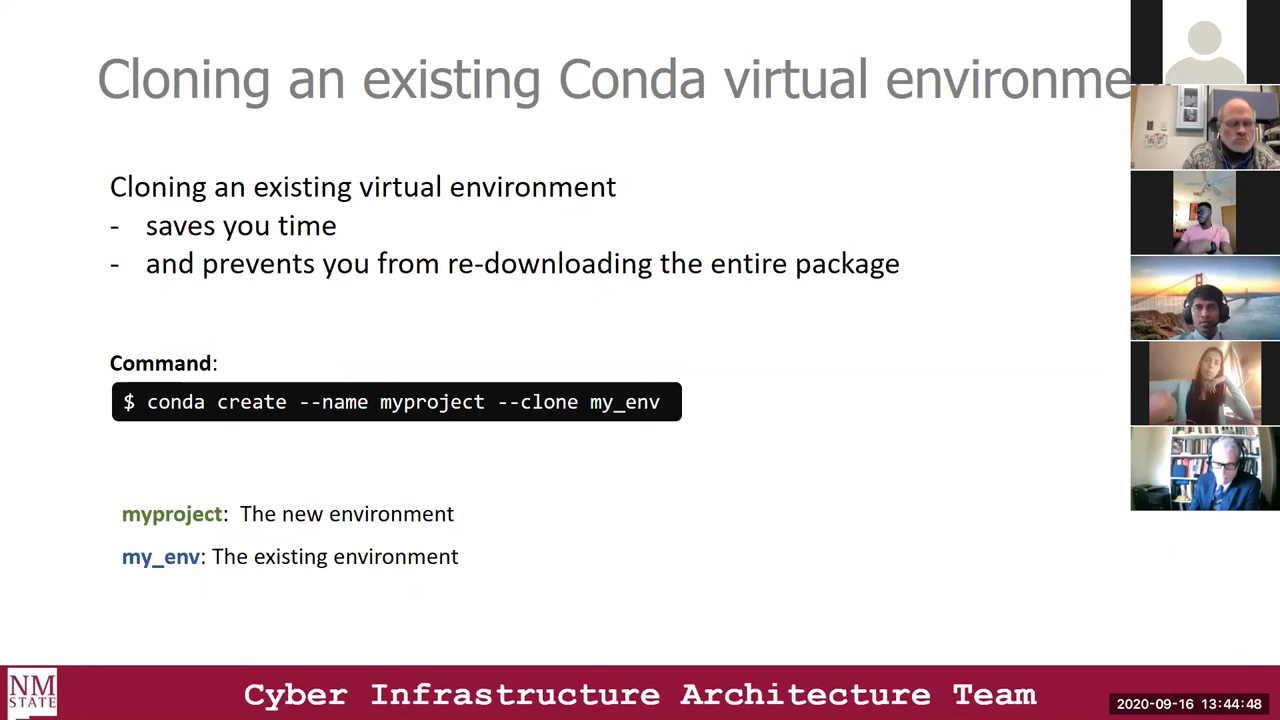 Cloning an existing Conda virtual environme
Cloning an existing virtual environment
- saves you time
- and prevents you from re-downloading the entire package
Command:
$ conda create --name myproject --clone my_env
myproject: The new environment
my_env: The existing environment
NM
STATE
Cyber Infrastructure Architecture Team
2020-09-16 13:44:48